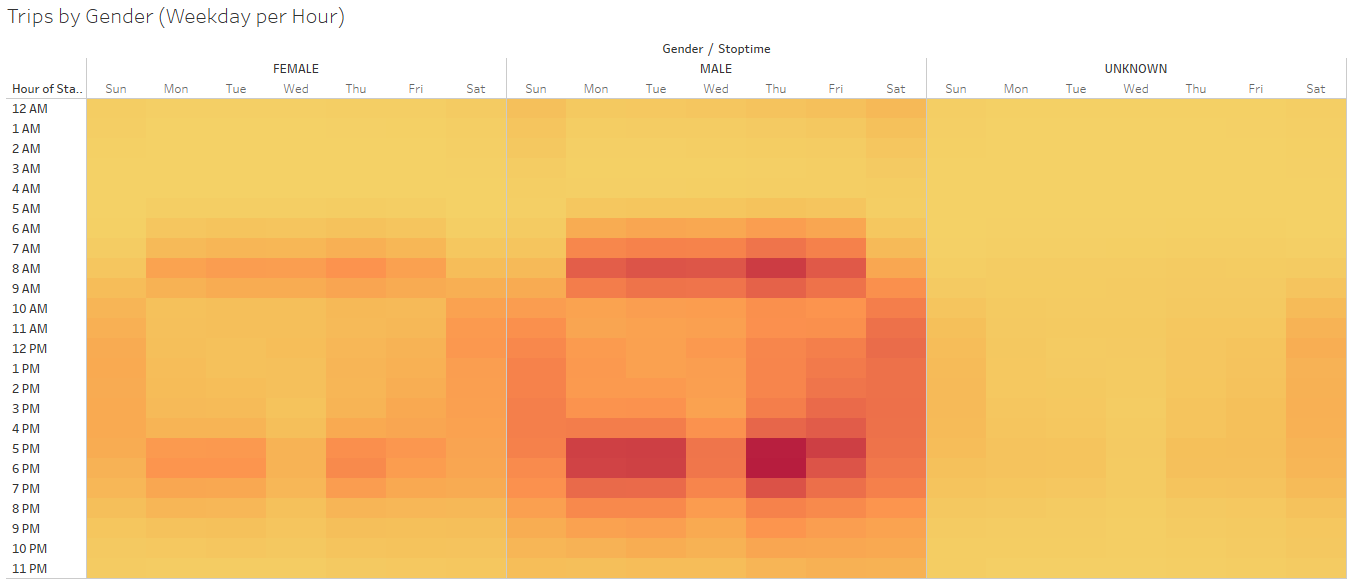 Trips by Gender (Weekday per Hour)
Gender / Stoptime
FEMALE MALE UNKNOWN
Hour of Sta.. Sun Mon Tue Wed Thu Fri Sat Sun Mon Tue Wed Thu Fri Sat Sun Mon Tue Wed Thu Fri Sat
12 AM
1 AM
2 AM
3 AM
4 AM
5 AM
6 AM
7 AM
8 AM
9 AM
10 AM
11 AM
12 PM
1 PM
2 PM
3 PM
4 PM
5 PM
6 PM
7 PM
8 PM
9 PM
10 PM
11 PM